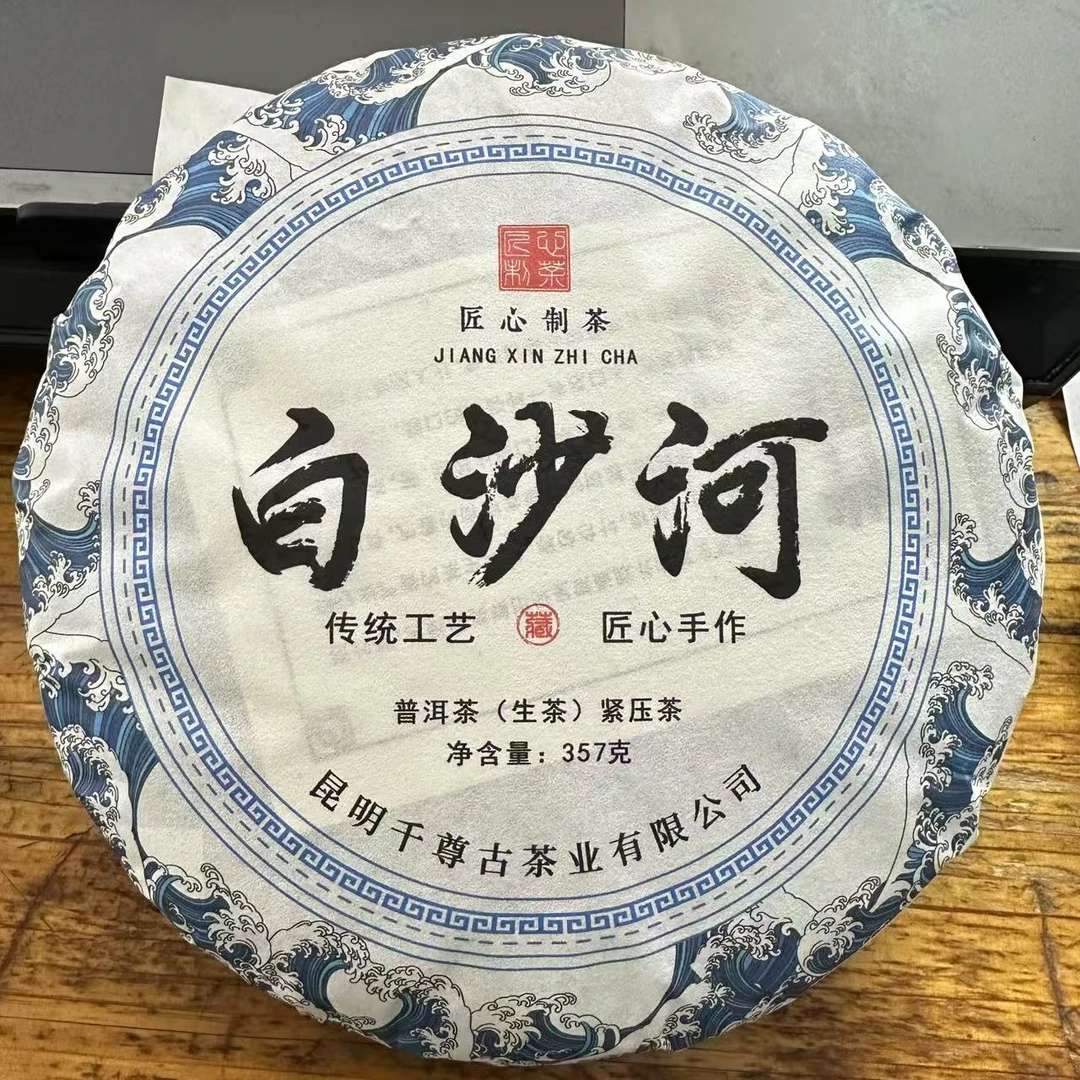 匠心制茶
匠心制茶
JIANG XIN ZHI CHA
白沙河
传统工艺 藏 匠心手作
普洱茶（生茶）紧压茶
净含量：357克
昆明千尊古茶业有限公司